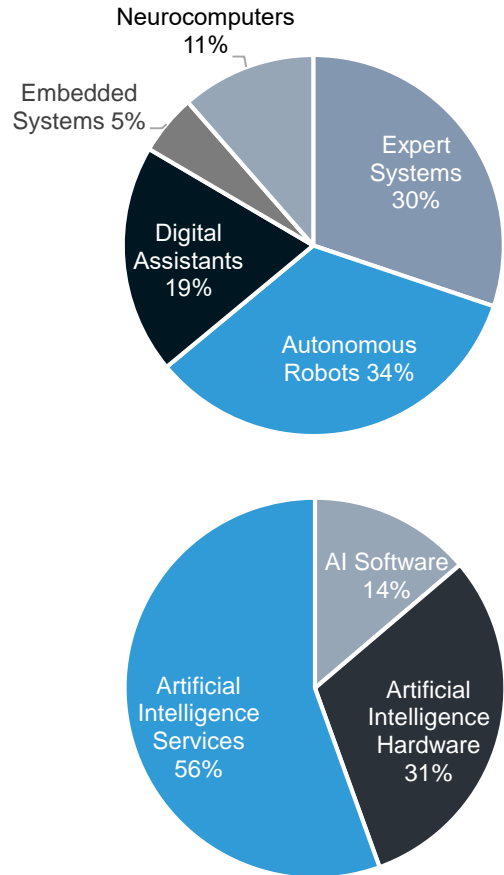 Neurocomputers
11%
Embedded
Systems 5%
Expert
Systems
30%
Digital
Assistants
19%
Autonomous
Robots 34%
AI Software
14%
Artificial
Intelligence
Services
56%
Artificial
Intelligence
Hardware
31%